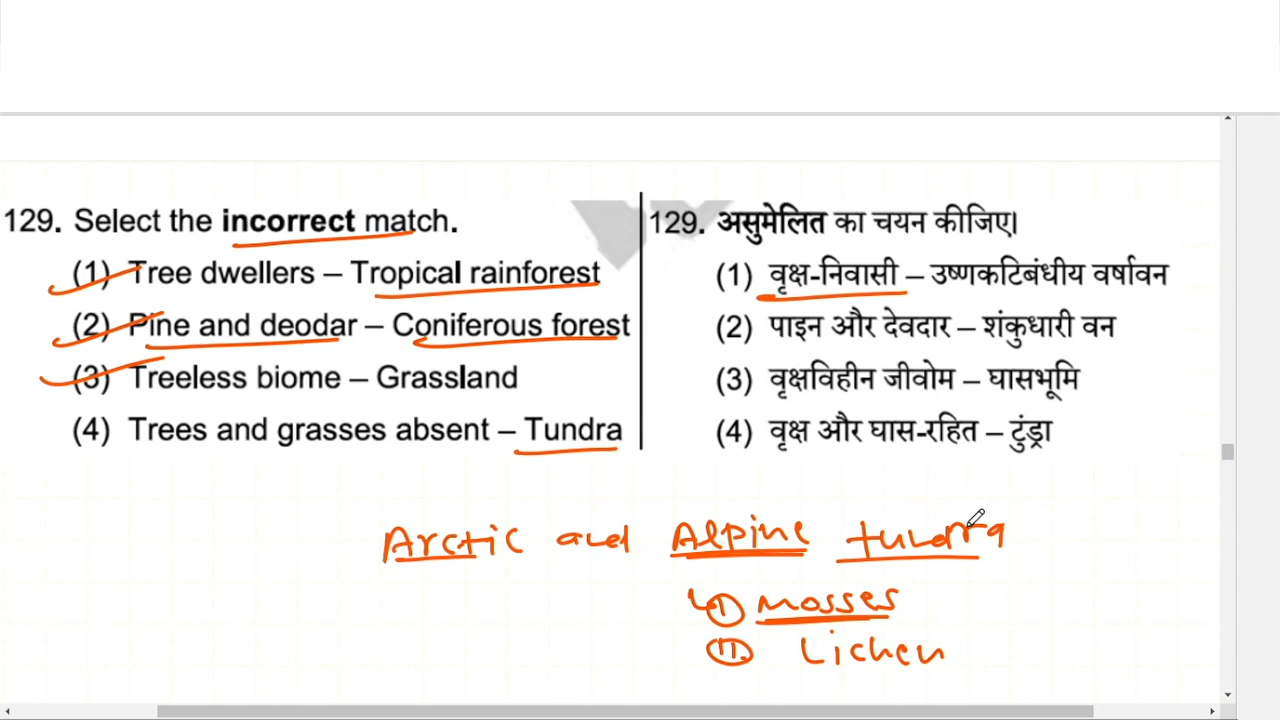 129. Select the incorrect match.
(1) Tree dwellers – Tropical rainforest
(2) Pine and deodar – Coniferous forest
(3) Treeless biome – Grassland
(4) Trees and grasses absent – Tundra
129. असुमेलित का चयन कीजिए।
(1) वृक्ष-निवासी – उष्णकटिबंधीय वर्षावन
(2) पाइन और देवदार – शंकुधारी वन
(3) वृक्षविहीन जीवोम – घासभूमि
(4) वृक्ष और घास-रहित – टुंड्रा
Arctic and Alpine tundra
I Mosses
II. Lichen